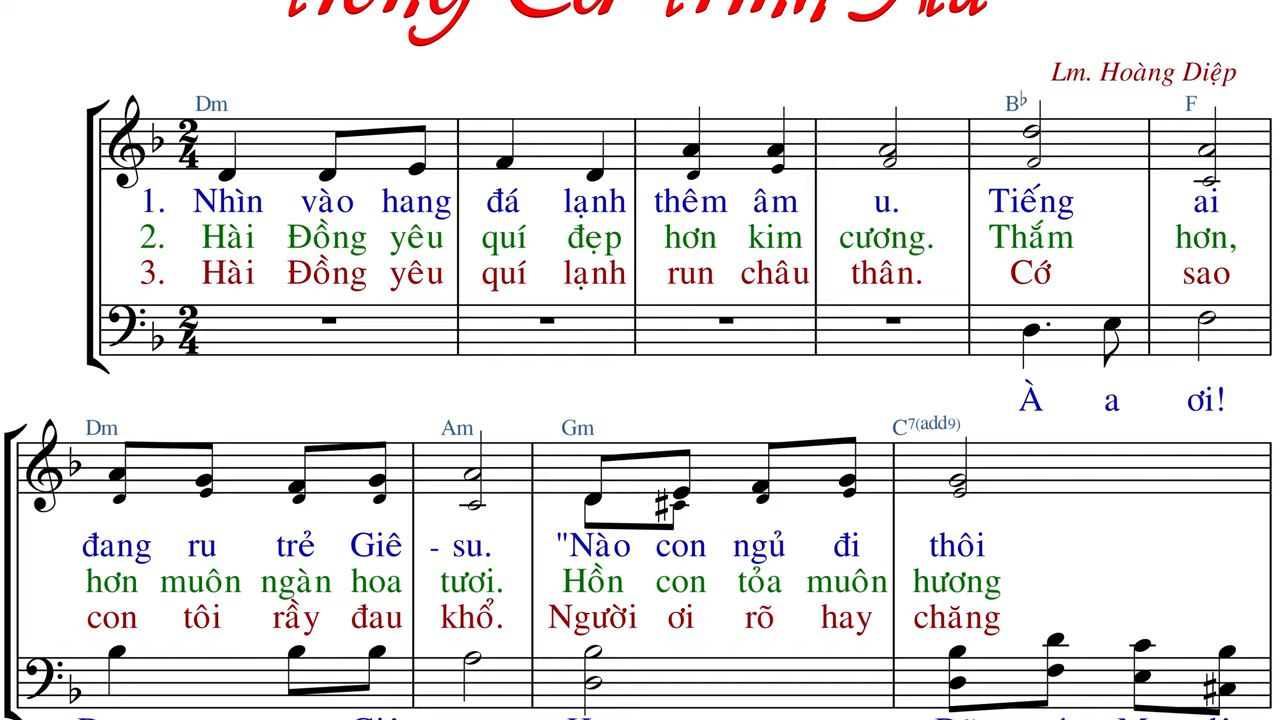 Lm. Hoàng Diệp
Dm B♭ F
1. Nhìn vào hang đá lạnh thêm âm u. Tiếng ai
2. Hài Đồng yêu quí đẹp hơn kim cương. Thắm hơn,
3. Hài Đồng yêu quí lạnh run châu thân. Cớ sao
À a ơi!
Dm Am Gm C7(add9)
đang ru trẻ Giê - su. "Nào con ngủ đi thôi
hơn muôn ngàn hoa tươi. Hồn con tỏa muôn hương
con tôi rầy đau khổ. Người ơi rõ hay chăng